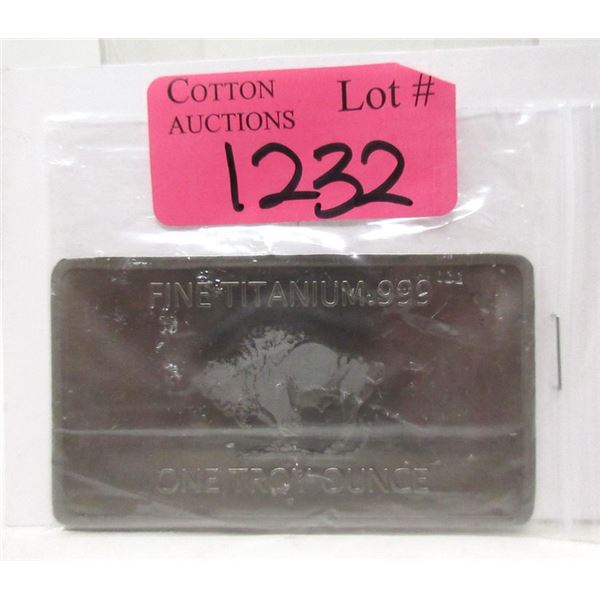 COTTON AUCTIONS Lot #
1232
FINE TITANIUM.999
ONE TROY OUNCE